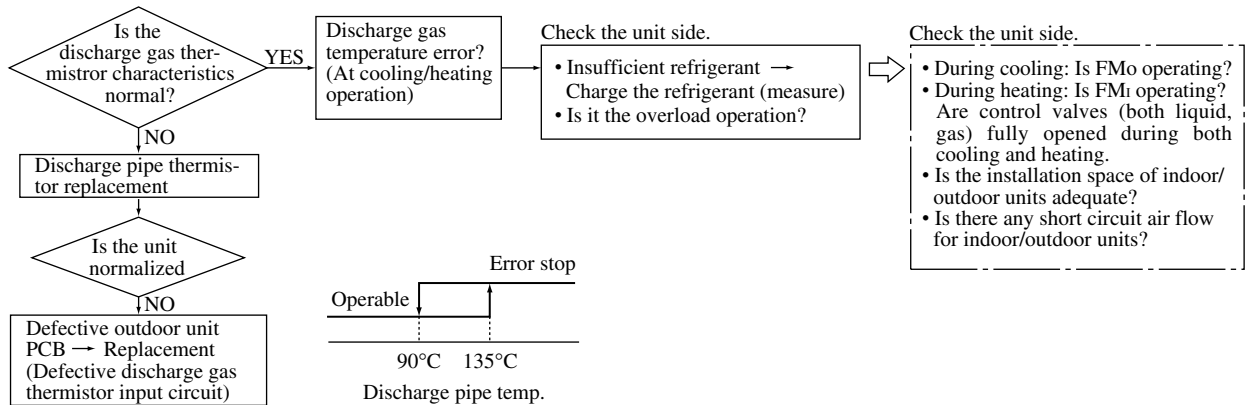 Is the
discharge gas ther-
mistror characteristics
normal?
YES
NO
Discharge gas
temperature error?
(At cooling/heating
operation)
Check the unit side.
• Insufficient refrigerant →
Charge the refrigerant (measure)
• Is it the overload operation?
Check the unit side.
• During cooling: Is FMO operating?
• During heating: Is FMI operating?
Are control valves (both liquid,
gas) fully opened during both
cooling and heating.
• Is the installation space of indoor/
outdoor units adequate?
• Is there any short circuit air flow
for indoor/outdoor units?
Discharge pipe thermis-
tor replacement
Is the unit
normalized
NO
Defective outdoor unit
PCB → Replacement
(Defective discharge gas
thermistor input circuit)
Error stop
Operable
90°C 135°C
Discharge pipe temp.